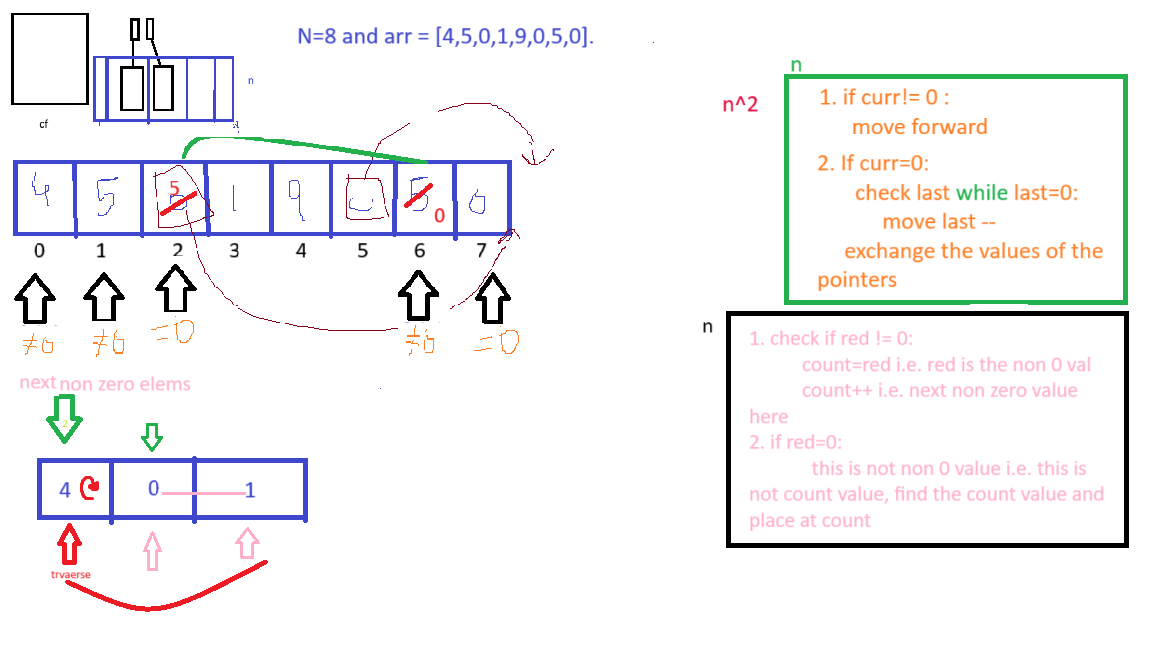 N=8 and arr = [4,5,0,1,9,0,5,0].
n
cf
n
n^2
1. if curr!= 0 :
move forward
2. If curr=0:
check last while last=0:
move last --
exchange the values of the
pointers
4 5 5 1 9 0 5 0 0
0 1 2 3 4 5 6 7
≠0 ≠0 =0 ≠0 =0
n
1. check if red != 0:
count=red i.e. red is the non 0 val
count++ i.e. next non zero value
here
2. if red=0:
this is not non 0 value i.e. this is
not count value, find the count value and
place at count
next non zero elems
2
4 0 1
trvaerse